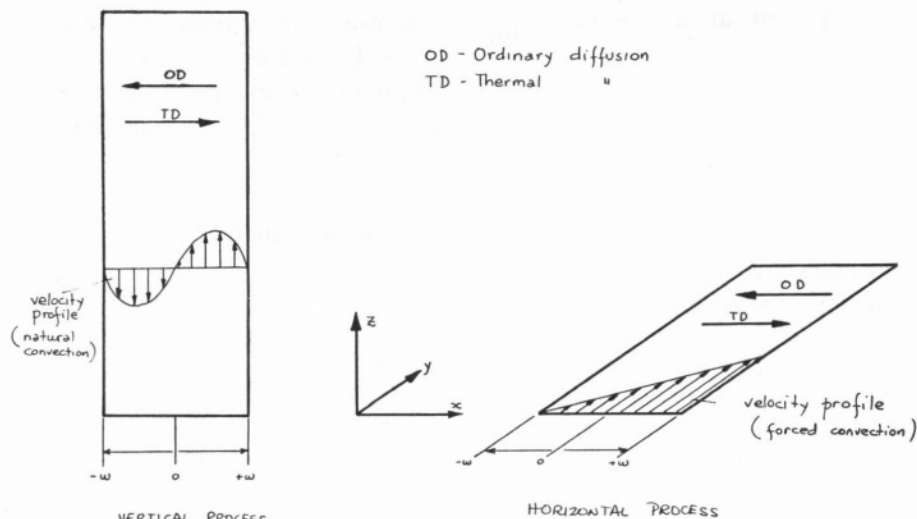 OD - Ordinary diffusion
TD - Thermal "
OD
TD
velocity
profile
(natural
convection)
-w
0
+w
VERTICAL PROCESS
z
y
x
OD
TD
velocity profile
(forced convection)
-w
0
+w
HORIZONTAL PROCESS